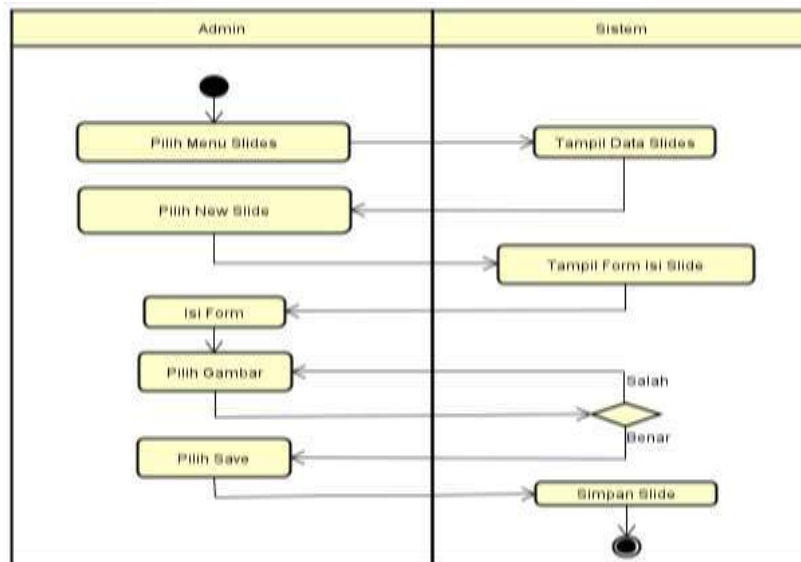 Admin
Sistem
Pilih Menu Slides
Tampil Data Slides
Pilih New Slide
Tampil Form Isi Slide
Isi Form
Pilih Gambar
Salah
Benar
Pilih Save
Simpan Slide